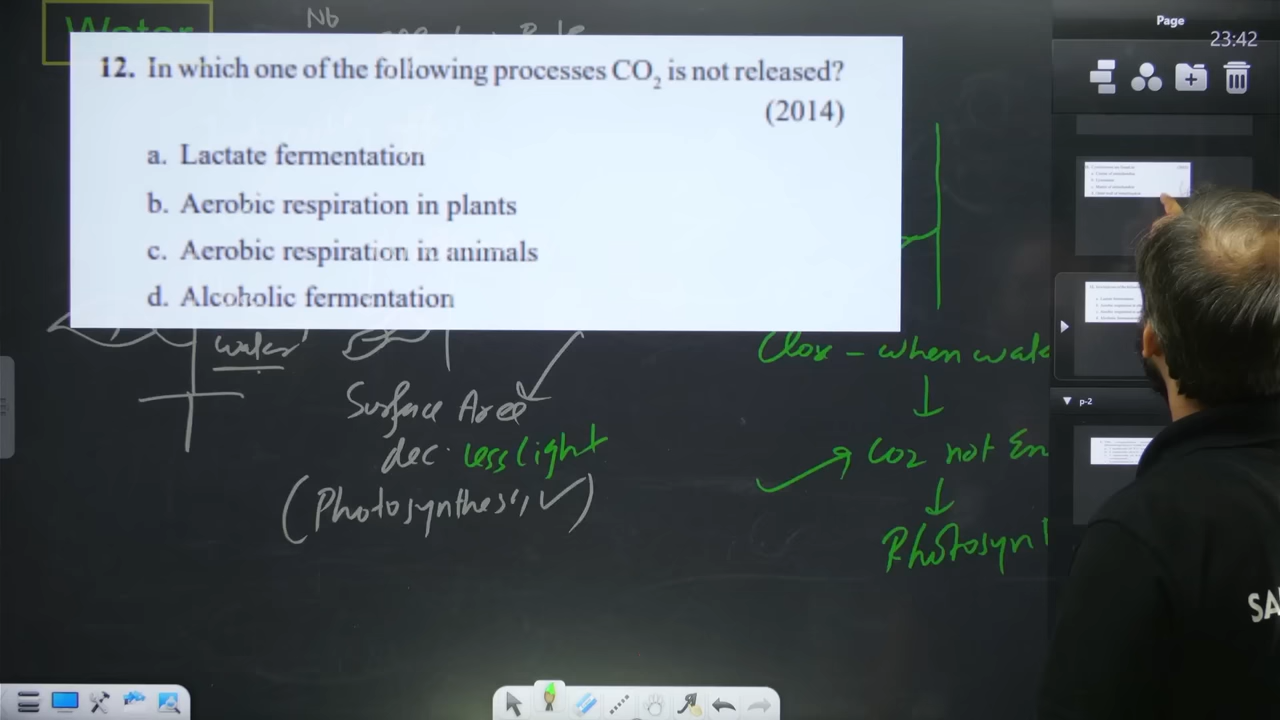 Water
Nb
Page
23:42
12. In which one of the following processes CO₂ is not released?
(2014)
a. Lactate fermentation
b. Aerobic respiration in plants
c. Aerobic respiration in animals
d. Alcoholic fermentation
water
Surface Area
dec. less light
(Photosynthesis,
Close - when wate
CO2 not En
Photosynt
p-2
SA